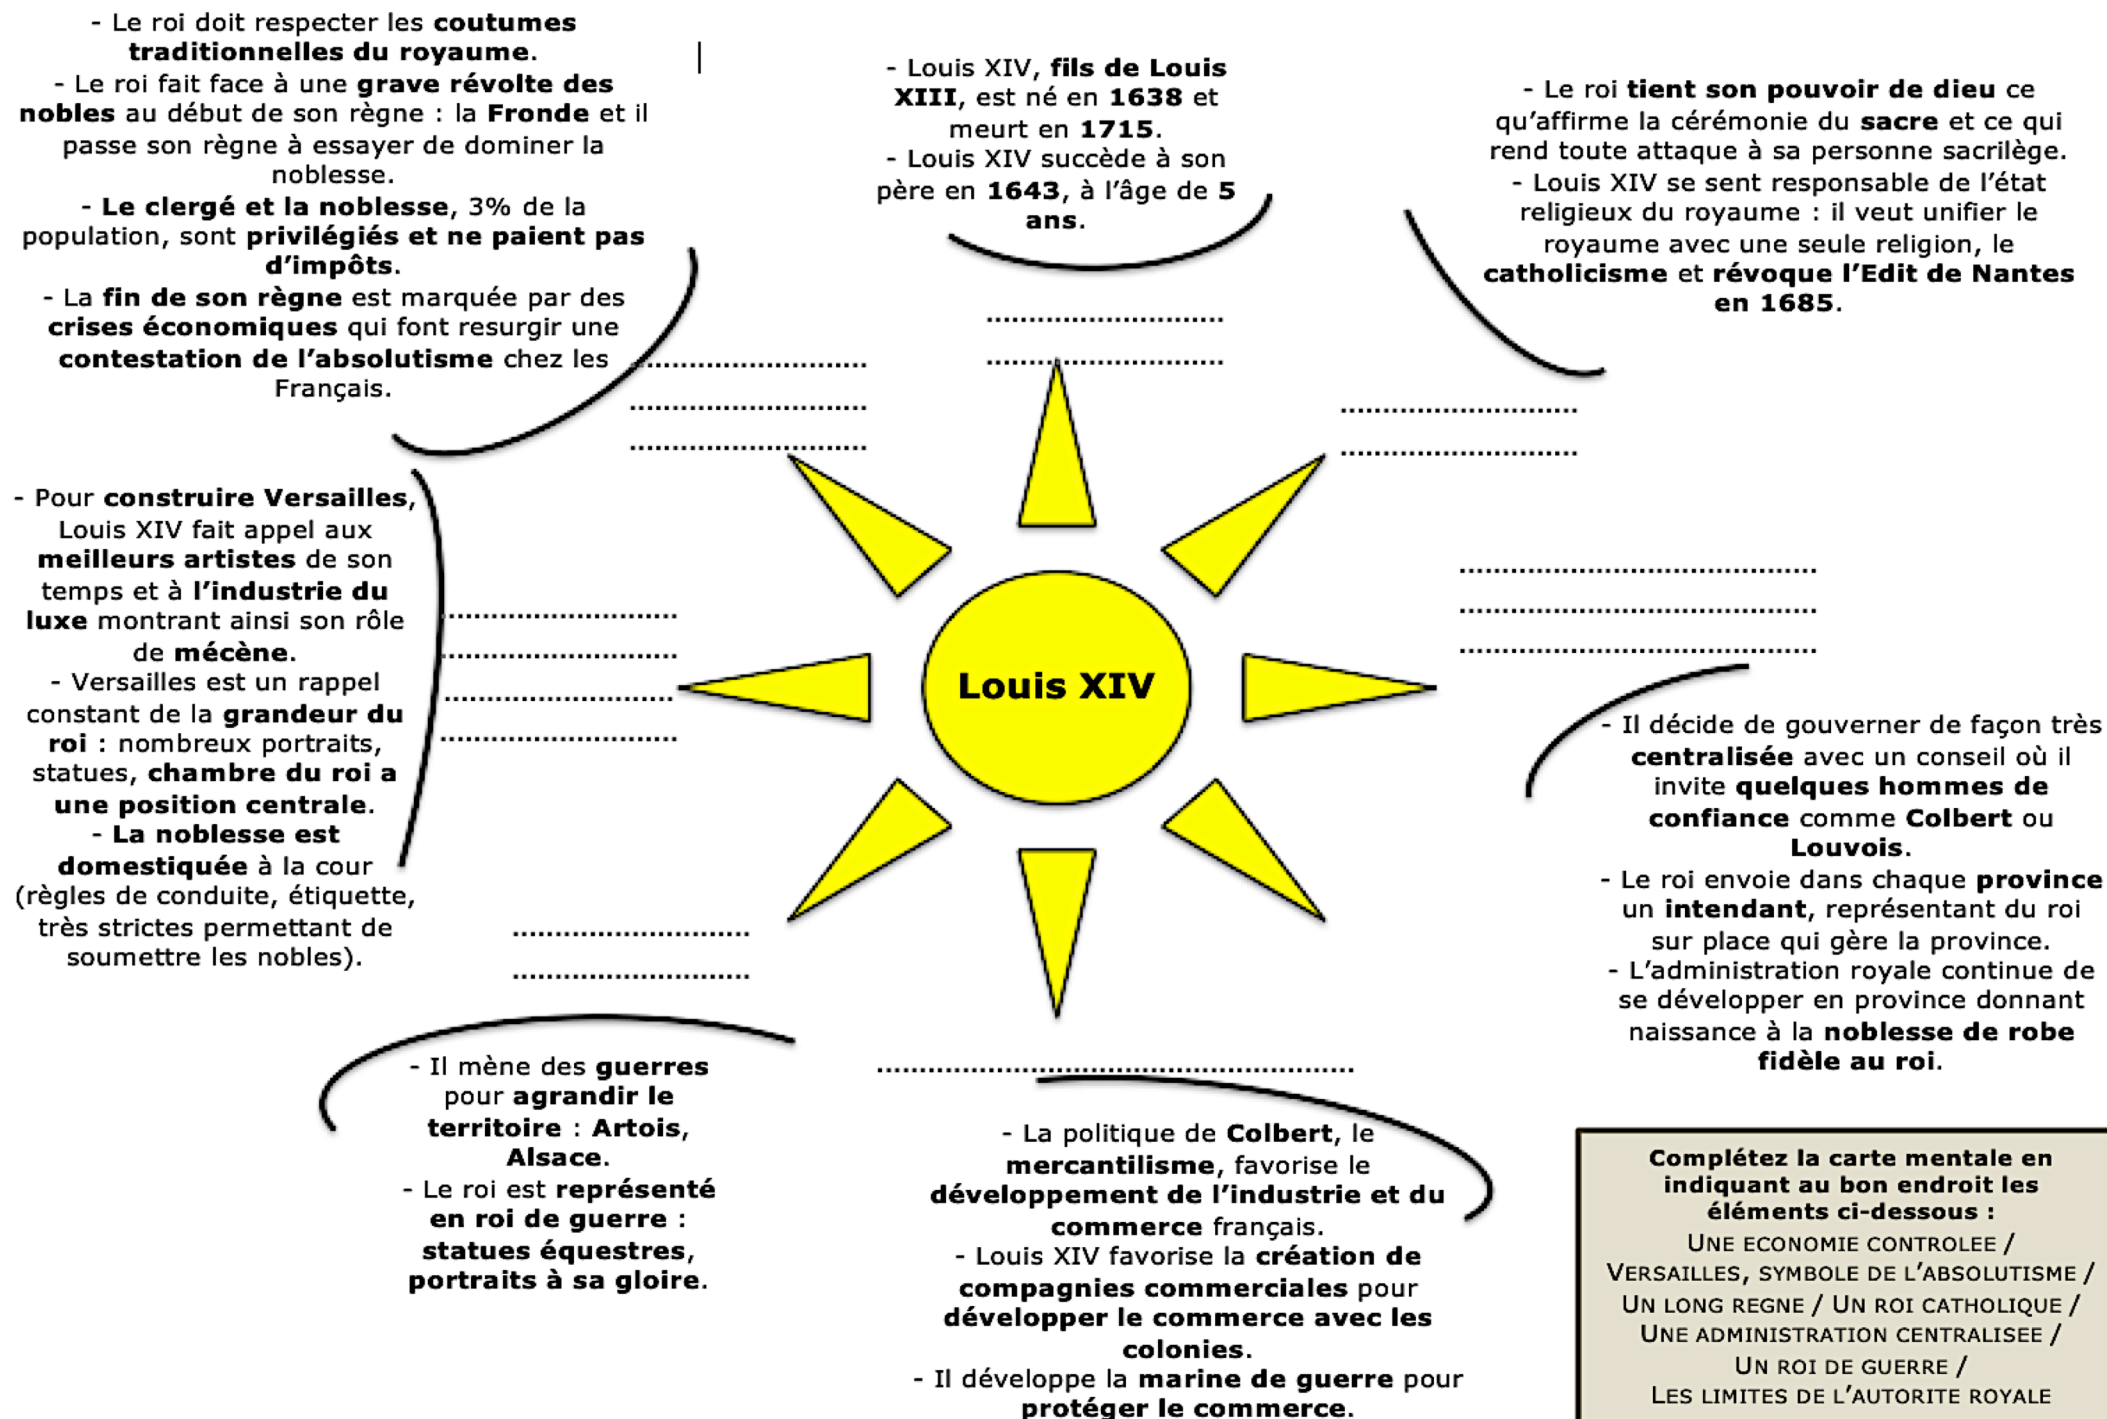 - Le roi doit respecter les coutumes
traditionnelles du royaume.
- Le roi fait face à une grave révolte des
nobles au début de son règne : la Fronde et il
passe son règne à essayer de dominer la
noblesse.
- Le clergé et la noblesse, 3% de la
population, sont privilégiés et ne paient pas
d'impôts.
- La fin de son règne est marquée par des
crises économiques qui font resurgir une
contestation de l'absolutisme chez les
Français.
- Louis XIV, fils de Louis
XIII, est né en 1638 et
meurt en 1715.
- Louis XIV succède à son
père en 1643, à l'âge de 5
ans.
- Le roi tient son pouvoir de dieu ce
qu'affirme la cérémonie du sacre et ce qui
rend toute attaque à sa personne sacrilège.
- Louis XIV se sent responsable de l'état
religieux du royaume : il veut unifier le
royaume avec une seule religion, le
catholicisme et révoque l'Edit de Nantes
en 1685.
- Pour construire Versailles,
Louis XIV fait appel aux
meilleurs artistes de son
temps et à l'industrie du
luxe montrant ainsi son rôle
de mécène.
- Versailles est un rappel
constant de la grandeur du
roi : nombreux portraits,
statues, chambre du roi a
une position centrale.
- La noblesse est
domestiquée à la cour
(règles de conduite, étiquette,
très strictes permettant de
soumettre les nobles).
Louis XIV
- Il décide de gouverner de façon très
centralisée avec un conseil où il
invite quelques hommes de
confiance comme Colbert ou
Louvois.
- Le roi envoie dans chaque province
un intendant, représentant du roi
sur place qui gère la province.
- L'administration royale continue de
se développer en province donnant
naissance à la noblesse de robe
fidèle au roi.
- Il mène des guerres
pour agrandir le
territoire : Artois,
Alsace.
- Le roi est représenté
en roi de guerre :
statues équestres,
portraits à sa gloire.
- La politique de Colbert, le
mercantilisme, favorise le
développement de l'industrie et du
commerce français.
- Louis XIV favorise la création de
compagnies commerciales pour
développer le commerce avec les
colonies.
- Il développe la marine de guerre pour
protéger le commerce.
Complétez la carte mentale en
indiquant au bon endroit les
éléments ci-dessous :
UNE ECONOMIE CONTROLEE /
VERSAILLES, SYMBOLE DE L'ABSOLUTISME /
UN LONG REGNE / UN ROI CATHOLIQUE /
UNE ADMINISTRATION CENTRALISEE /
UN ROI DE GUERRE /
LES LIMITES DE L'AUTORITE ROYALE